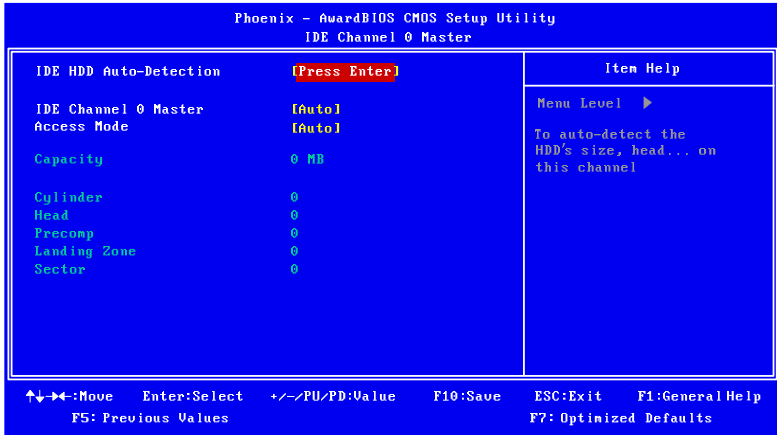 Phoenix – AwardBIOS CMOS Setup Utility
IDE Channel 0 Master
IDE HDD Auto-Detection [Press Enter]
IDE Channel 0 Master [Auto]
Access Mode [Auto]
Capacity 0 MB
Cylinder 0
Head 0
Precomp 0
Landing Zone 0
Sector 0
Item Help
Menu Level ▶
To auto-detect the
HDD's size, head... on
this channel
↑↓→←:Move Enter:Select +/-/PU/PD:Value F10:Save ESC:Exit F1:General Help
F5: Previous Values F7: Optimized Defaults